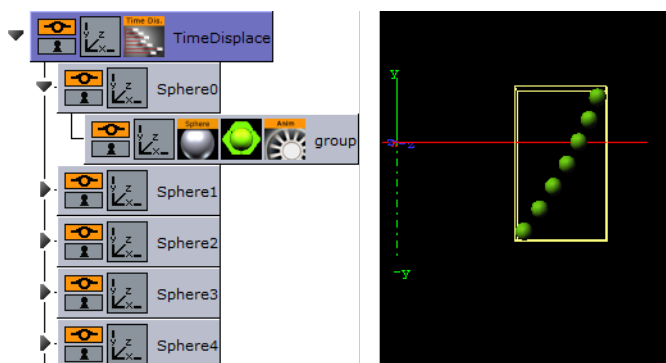 Time Dis.
TimeDisplace
Sphere0
Sphere
Anim
group
Sphere1
Sphere2
Sphere3
Sphere4
y
z
-y